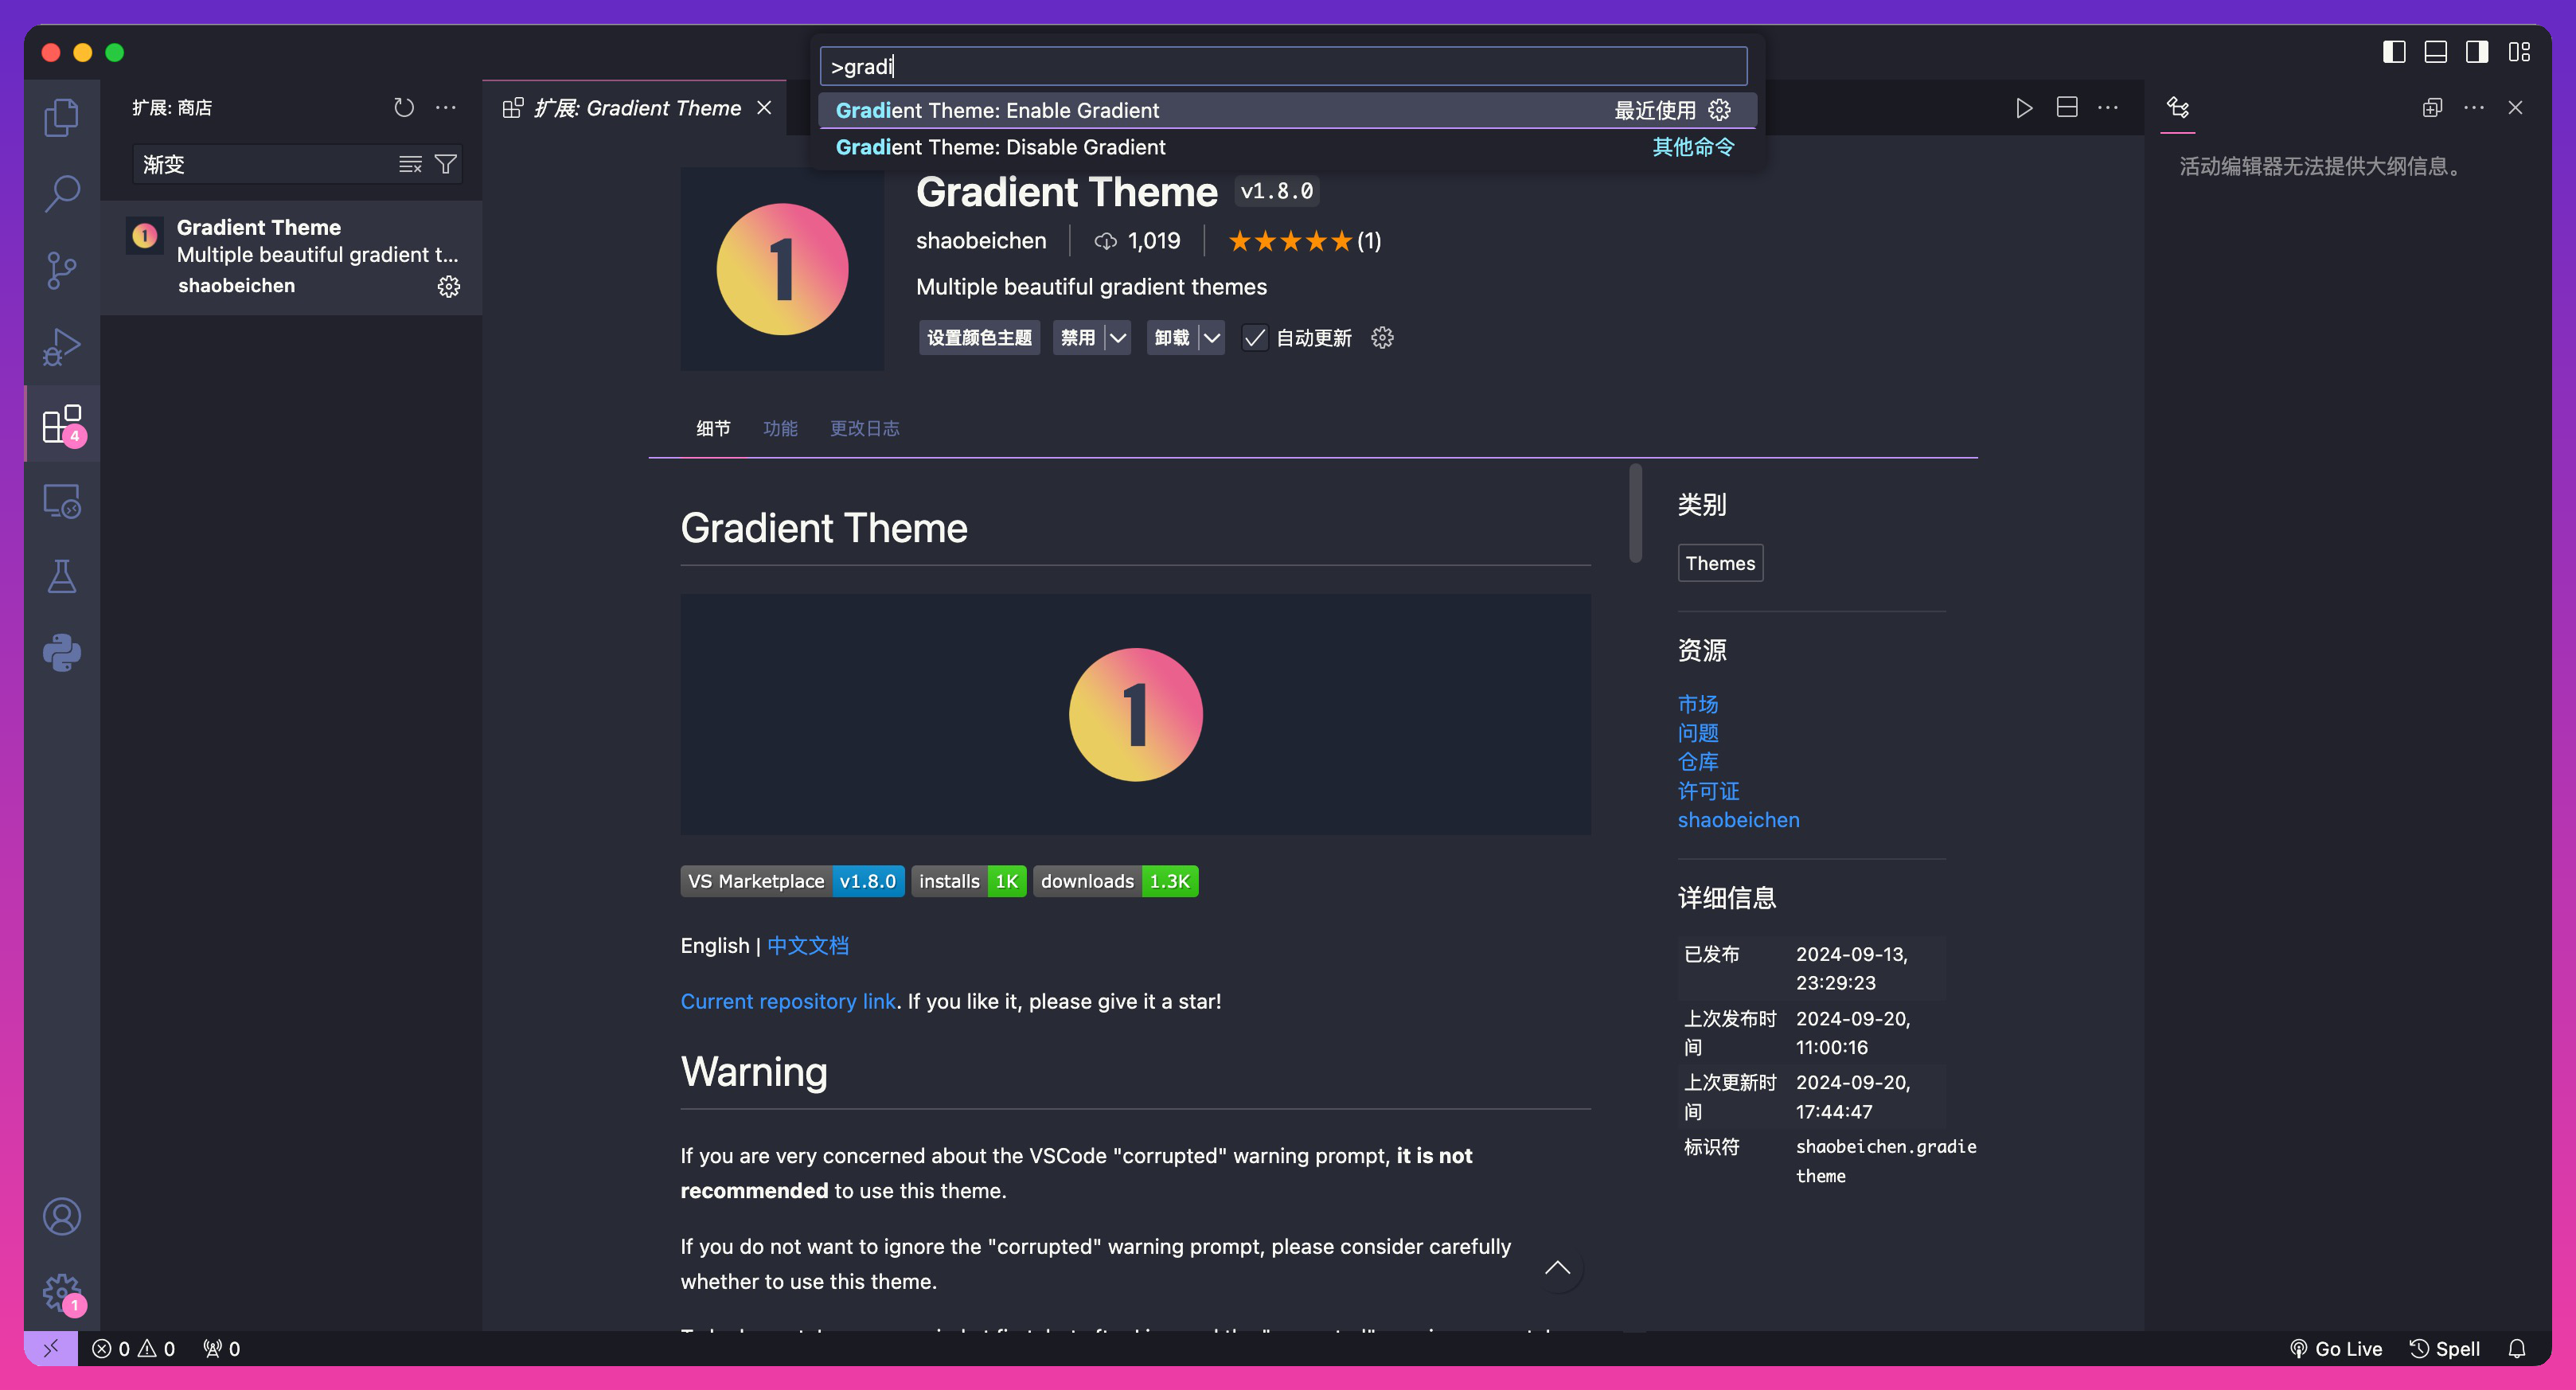 >gradi
Gradient Theme: Enable Gradient 最近使用
Gradient Theme: Disable Gradient 其他命令
扩展: 商店
渐变
1
Gradient Theme
Multiple beautiful gradient t...
shaobeichen
4
1
扩展: Gradient Theme
1
Gradient Theme v1.8.0
shaobeichen 1,019 (1)
Multiple beautiful gradient themes
设置颜色主题 禁用 卸载 自动更新
细节 功能 更改日志
Gradient Theme
1
VS Marketplace v1.8.0 installs 1K downloads 1.3K
English | 中文文档
Current repository link. If you like it, please give it a star!
Warning
If you are very concerned about the VSCode "corrupted" warning prompt, it is not
recommended to use this theme.
If you do not want to ignore the "corrupted" warning prompt, please consider carefully
whether to use this theme.
类别
Themes
资源
市场
问题
仓库
许可证
shaobeichen
详细信息
已发布 2024-09-13,
23:29:23
上次发布时 2024-09-20,
间 11:00:16
上次更新时 2024-09-20,
间 17:44:47
标识符 shaobeichen.gradie
theme
活动编辑器无法提供大纲信息。
0 0 0
Go Live Spell